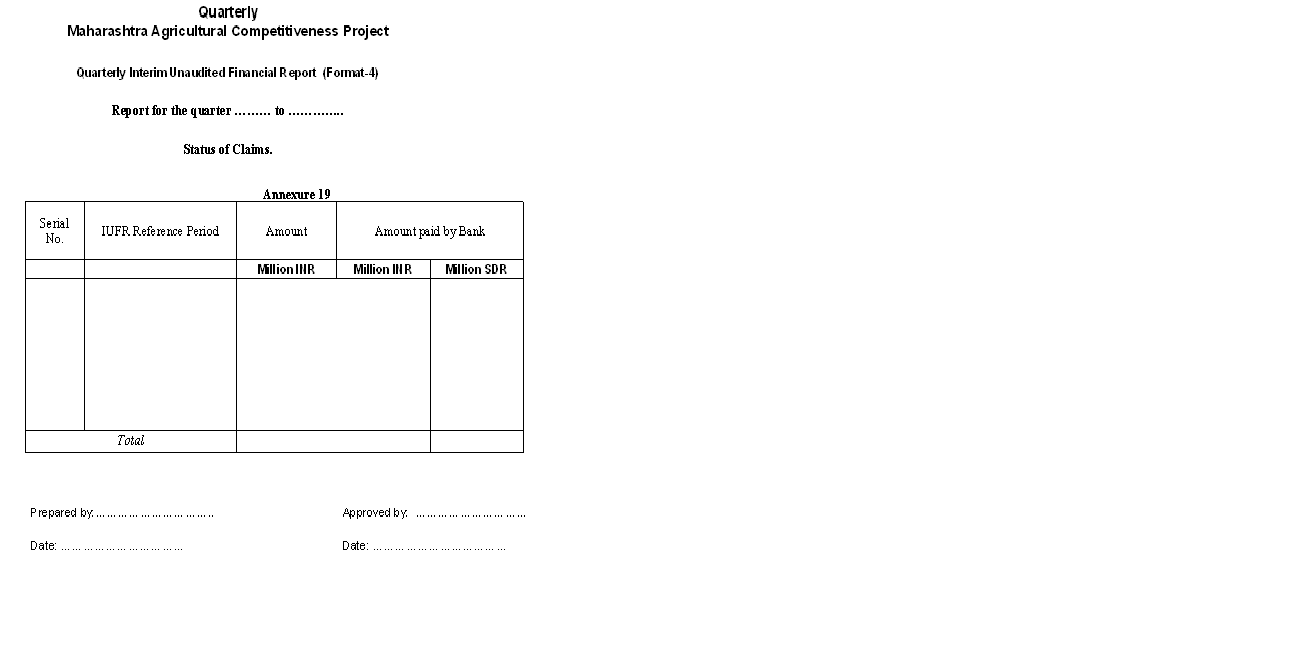 Quarterly
Maharashtra Agricultural Competitiveness Project
Quarterly Interim Unaudited Financial Report (Format-4)
Report for the quarter ……… to …………..
Status of Claims.
Annexure 19
Serial No. IUFR Reference Period Amount Amount paid by Bank
Million INR Million INR Million SDR
Total
Prepared by:…………………………… Approved by: …………………………
Date: …………………………… Date: ………………………………